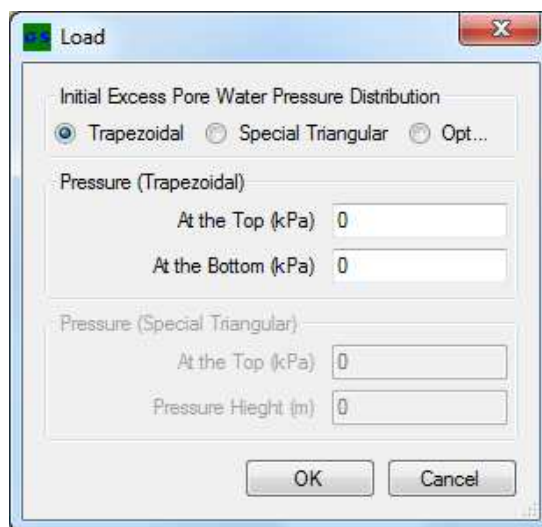 Load
Initial Excess Pore Water Pressure Distribution
Trapezoidal Special Triangular Opt...
Pressure (Trapezoidal)
At the Top (kPa) 0
At the Bottom (kPa) 0
Pressure (Special Triangular)
At the Top (kPa) 0
Pressure Hieght (m) 0
OK Cancel